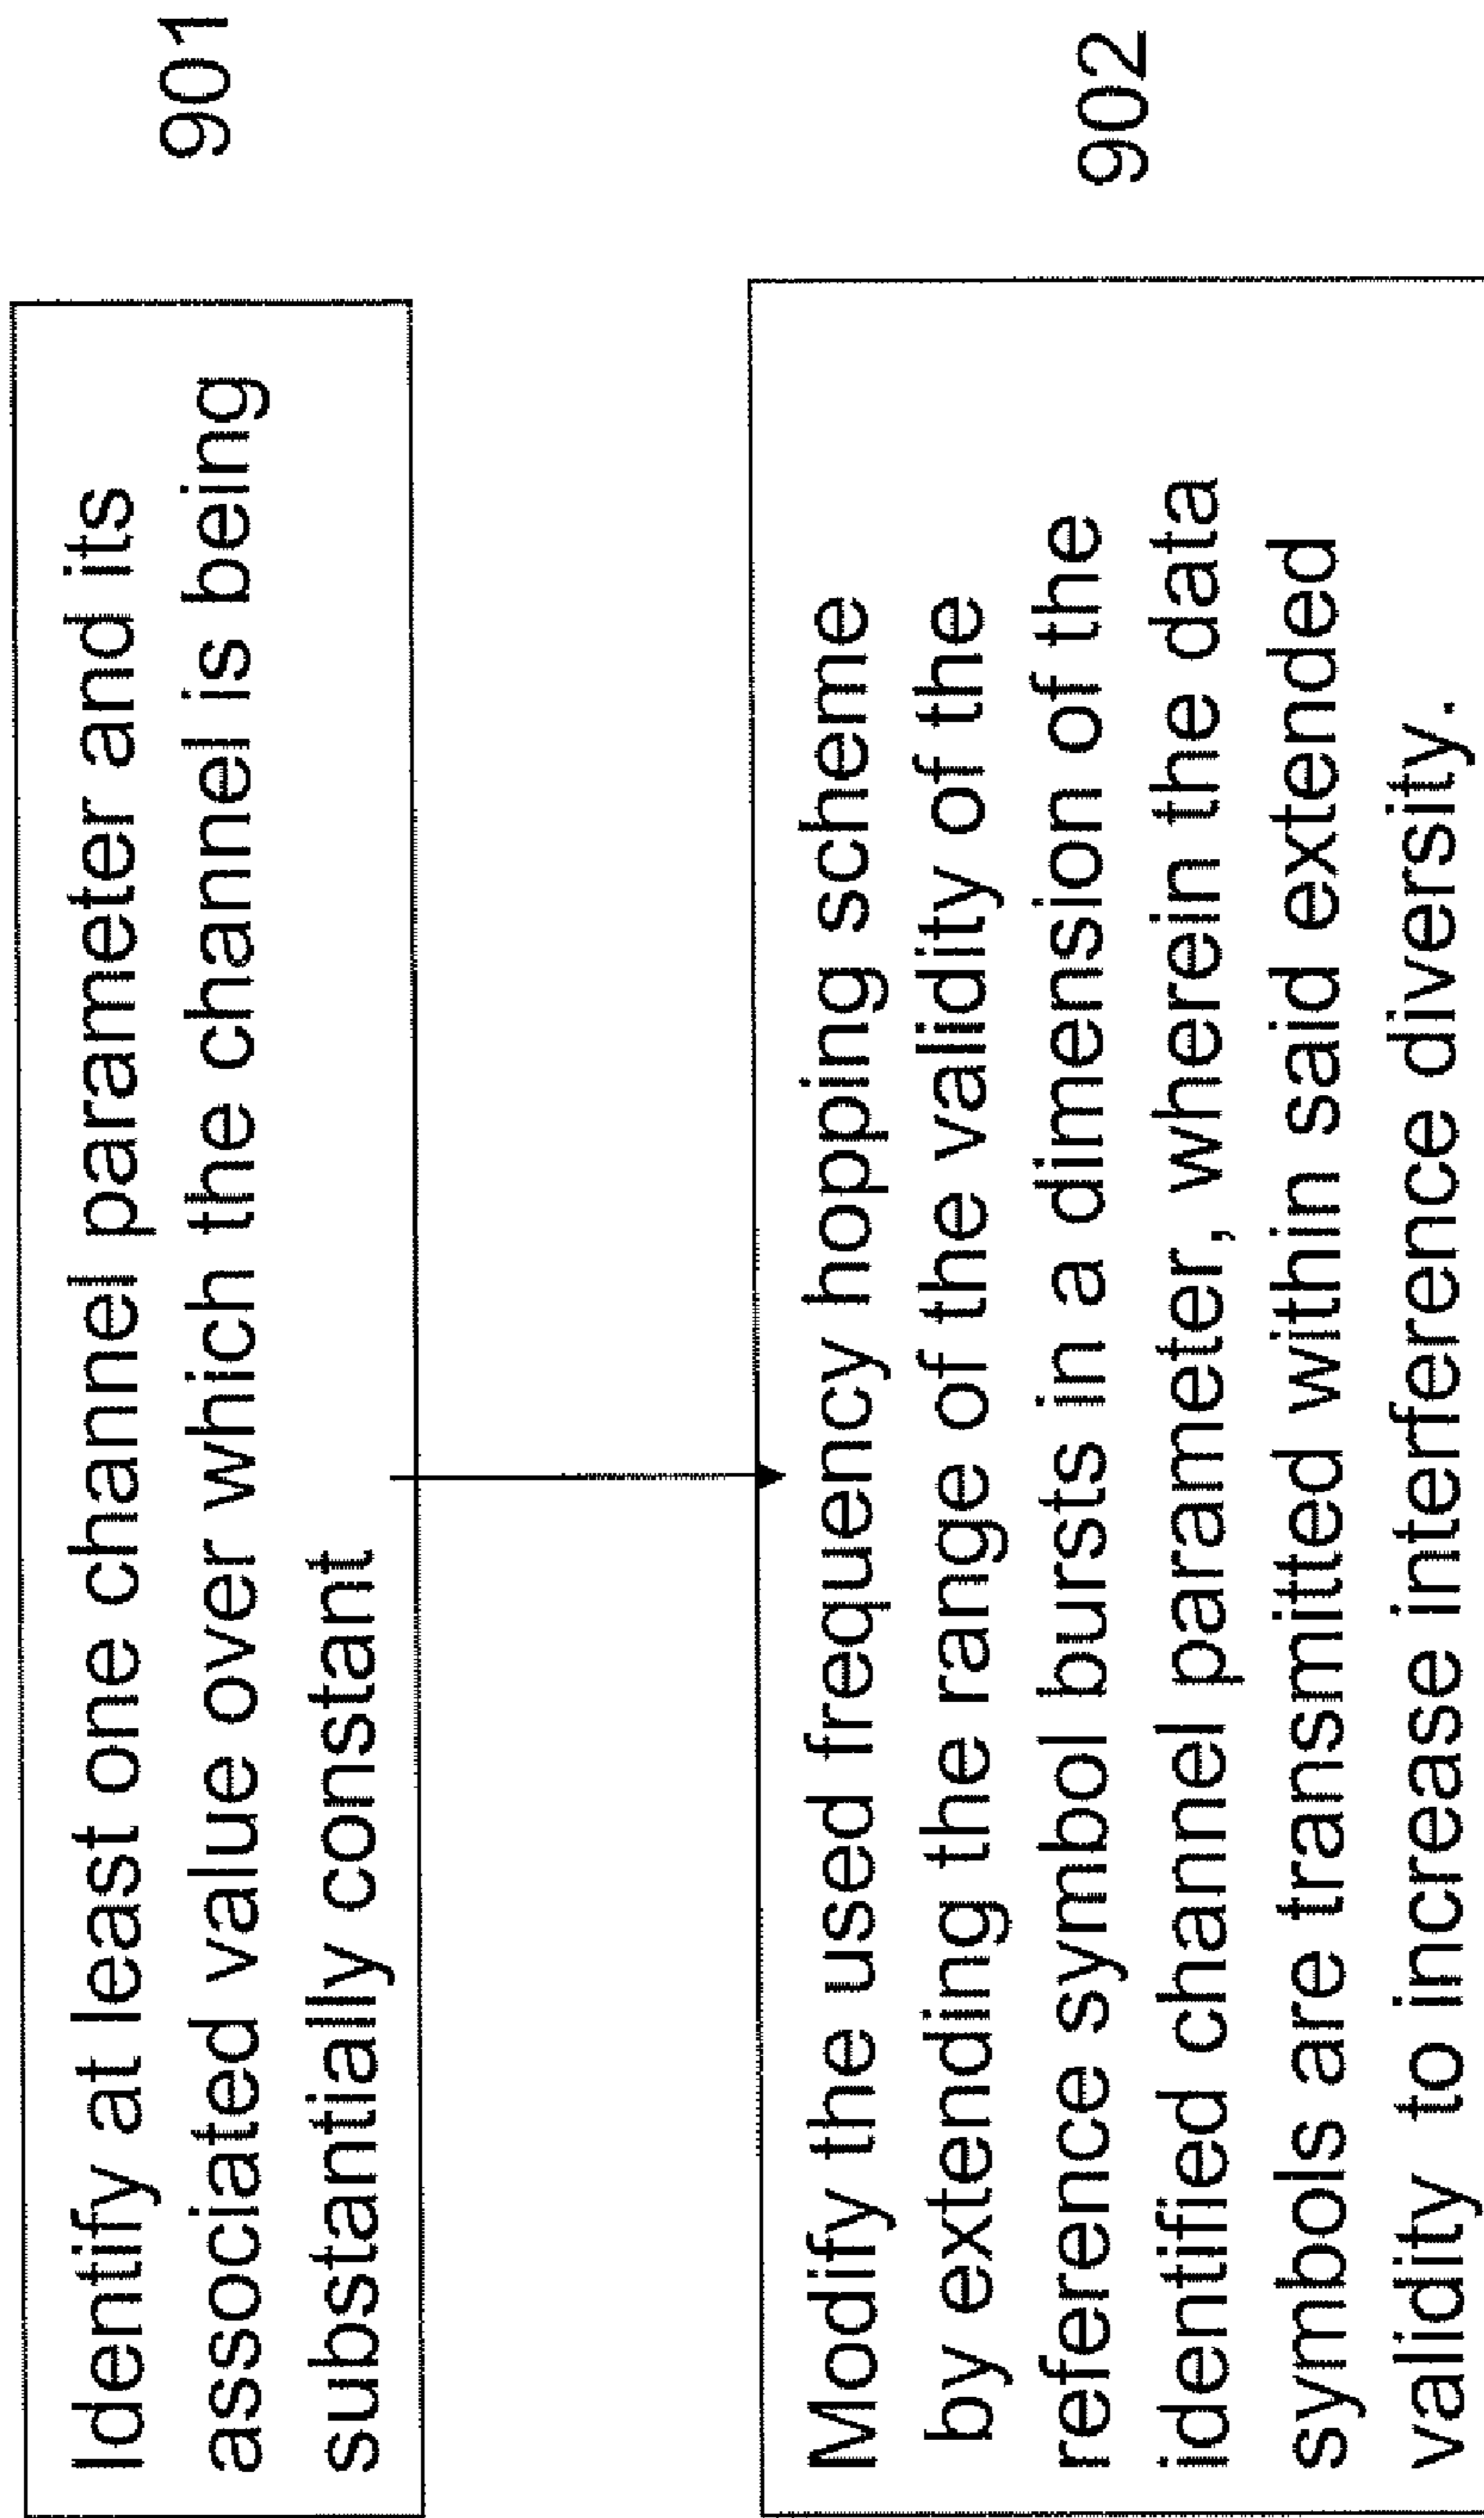 Identify at least one channel parameter and its
associated value over which the channel is being
substantially constant
901
Modify the used frequency hopping scheme
by extending the range of the validity of the
reference symbol bursts in a dimension of the
identified channel parameter, wherein the data
symbols are transmitted within said extended
validity to increase interference diversity.
902